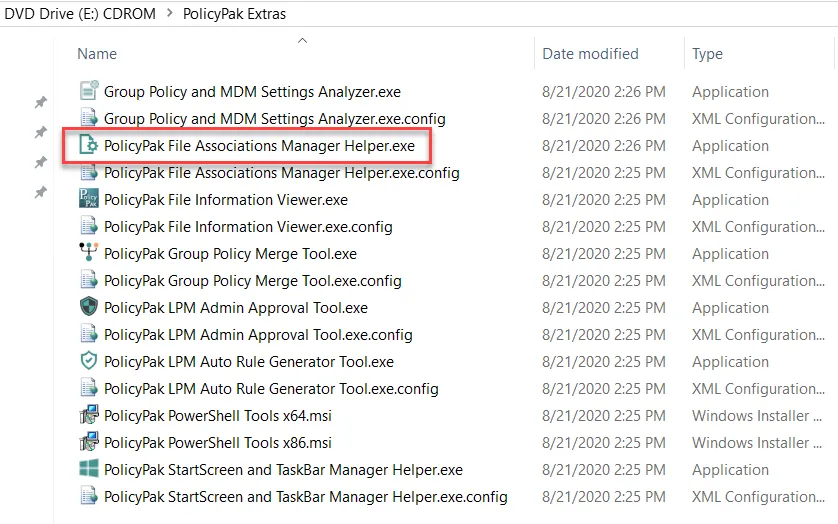 DVD Drive (E:) CDROM > PolicyPak Extras
Name Date modified Type
Group Policy and MDM Settings Analyzer.exe 8/21/2020 2:26 PM Application
Group Policy and MDM Settings Analyzer.exe.config 8/21/2020 2:26 PM XML Configuration...
PolicyPak File Associations Manager Helper.exe 8/21/2020 2:26 PM Application
PolicyPak File Associations Manager Helper.exe.config 8/21/2020 2:25 PM XML Configuration...
PolicyPak File Information Viewer.exe 8/21/2020 2:25 PM Application
PolicyPak File Information Viewer.exe.config 8/21/2020 2:25 PM XML Configuration...
PolicyPak Group Policy Merge Tool.exe 8/21/2020 2:25 PM Application
PolicyPak Group Policy Merge Tool.exe.config 8/21/2020 2:25 PM XML Configuration...
PolicyPak LPM Admin Approval Tool.exe 8/21/2020 2:25 PM Application
PolicyPak LPM Admin Approval Tool.exe.config 8/21/2020 2:25 PM XML Configuration...
PolicyPak LPM Auto Rule Generator Tool.exe 8/21/2020 2:25 PM Application
PolicyPak LPM Auto Rule Generator Tool.exe.config 8/21/2020 2:25 PM XML Configuration...
PolicyPak PowerShell Tools x64.msi 8/21/2020 2:25 PM Windows Installer ...
PolicyPak PowerShell Tools x86.msi 8/21/2020 2:25 PM Windows Installer ...
PolicyPak StartScreen and TaskBar Manager Helper.exe 8/21/2020 2:25 PM Application
PolicyPak StartScreen and TaskBar Manager Helper.exe.config 8/21/2020 2:25 PM XML Configuration...